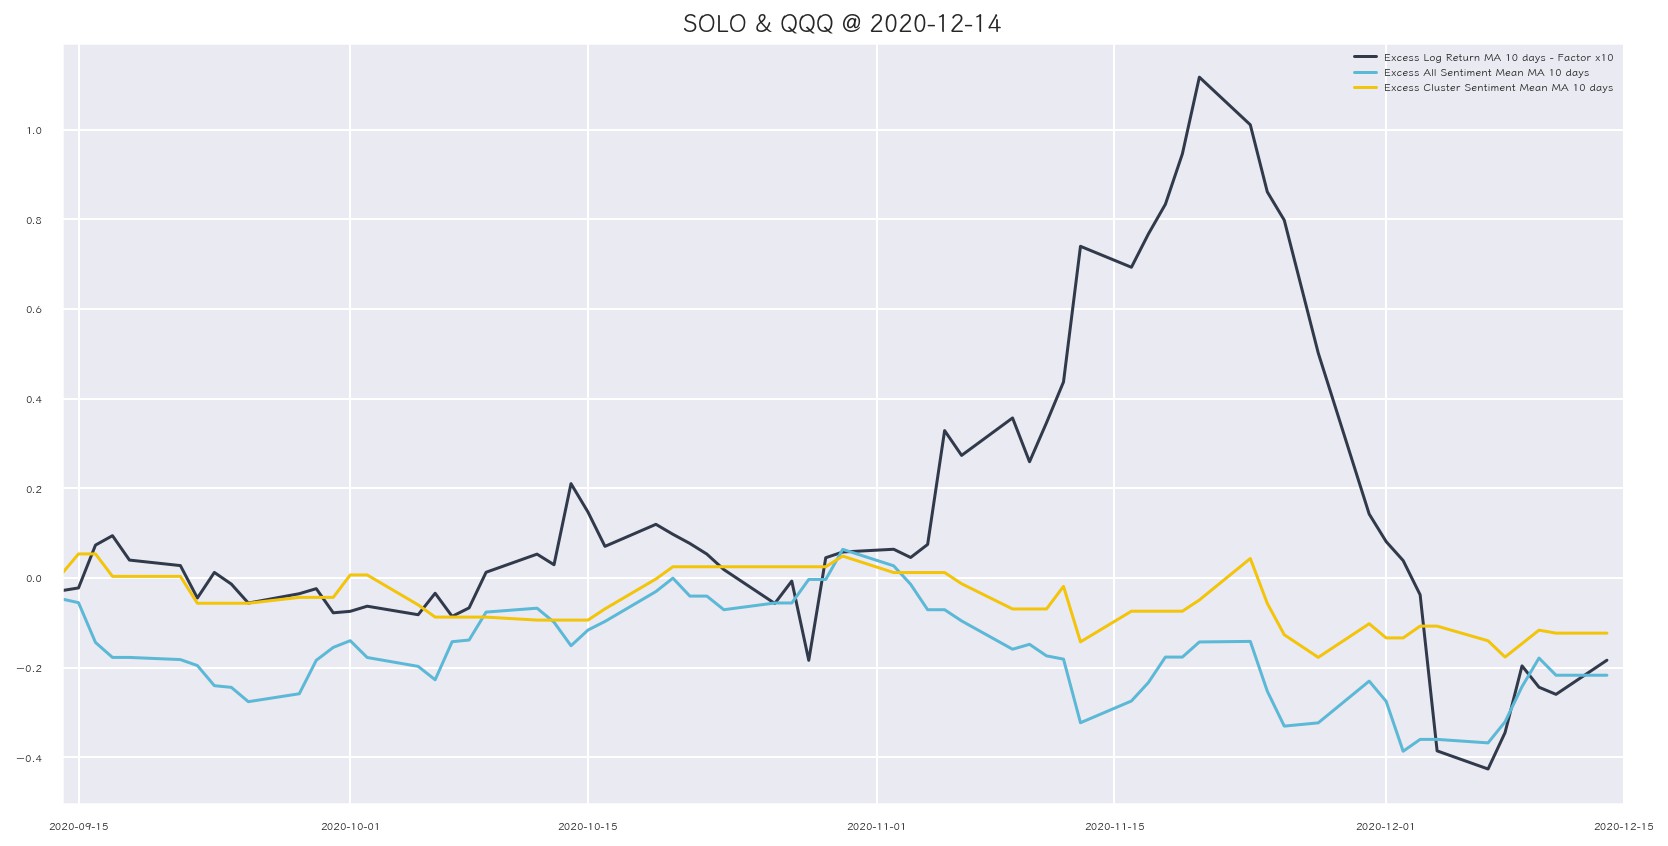 SOLO & QQQ @ 2020-12-14
Excess Log Return MA 10 days - Factor x10
Excess All Sentiment Mean MA 10 days
Excess Cluster Sentiment Mean MA 10 days
1.0
0.8
0.6
0.4
0.2
0.0
−0.2
−0.4
2020-09-15 2020-10-01 2020-10-15 2020-11-01 2020-11-15 2020-12-01 2020-12-15